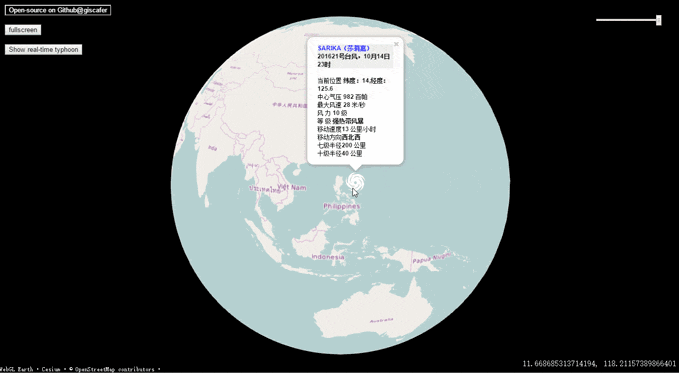 Open-source on Github@giscafer
fullscreen
Show real-time typhoon
SARIKA（莎莉嘉）
201621号台风，10月14日
23时
当前位置 纬度：14,经度：
125.6
中心气压 982 百帕
最大风速 28 米/秒
风 力 10 级
等 级 强热带风暴
移动速度13 公里/小时
移动方向西北西
七级半径200 公里
十级半径40 公里
Việt Nam
Philippines
Indonesia
Australia
11.668685313714194, 118.21157389866401
WebGL Earth • Cesium • © OpenStreetMap contributors •